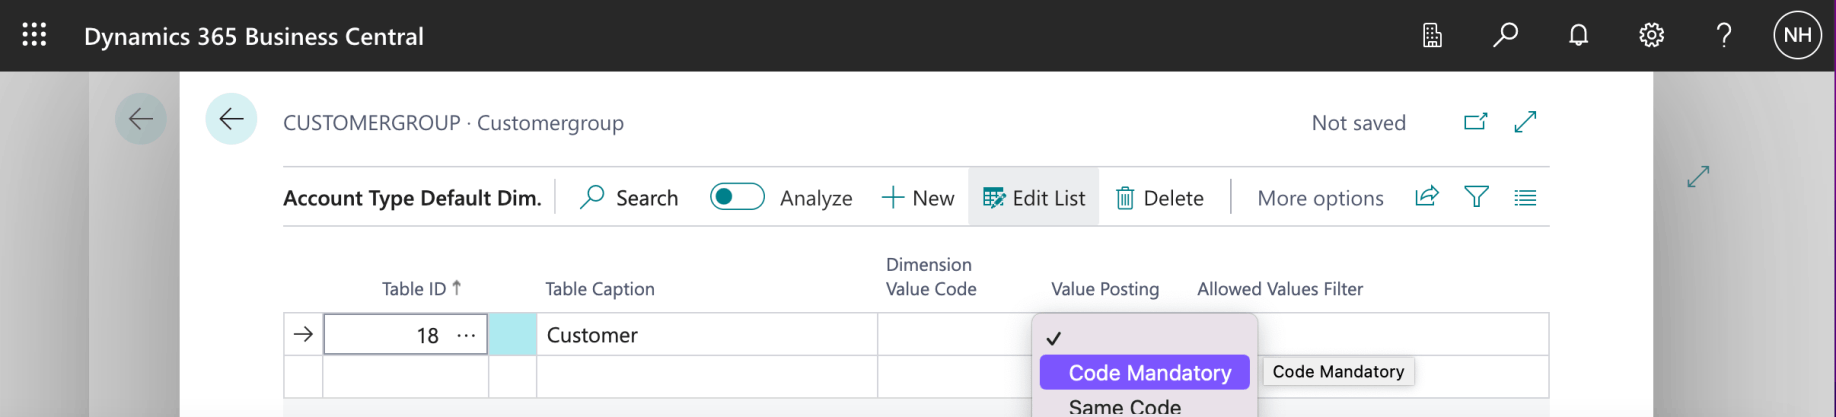 Dynamics 365 Business Central
?
NH
CUSTOMERGROUP · Customergroup
Not saved
Account Type Default Dim.
Search
Analyze
New
Edit List
Delete
More options
Table ID ↑
Table Caption
Dimension
Value Code
Value Posting
Allowed Values Filter
→
18
...
Customer
✓
Code Mandatory
Code Mandatory
Same Code